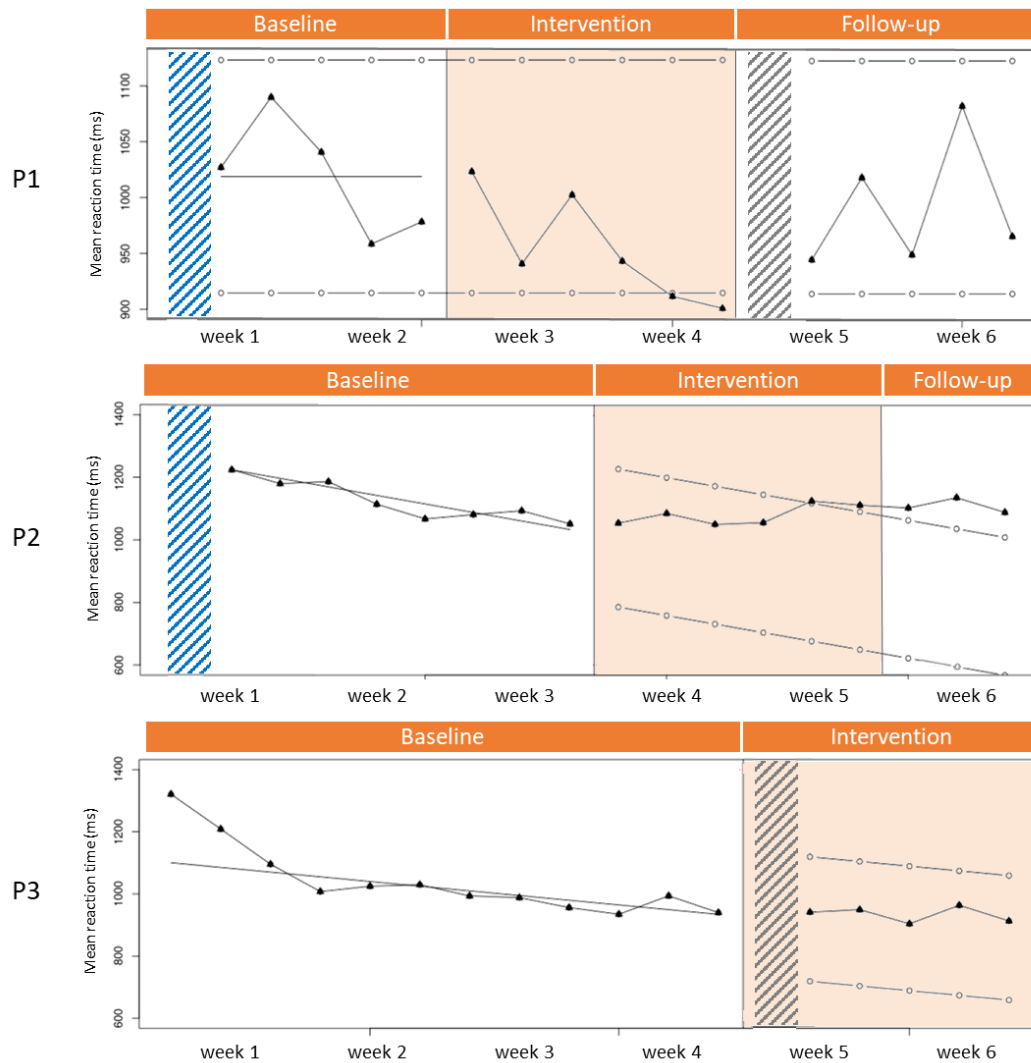 Baseline Intervention Follow-up
P1
Mean reaction time (ms)
1100
1050
1000
950
900
week 1 week 2 week 3 week 4 week 5 week 6
Baseline Intervention Follow-up
P2
Mean reaction time (ms)
1400
1200
1000
800
600
week 1 week 2 week 3 week 4 week 5 week 6
Baseline Intervention
P3
Mean reaction time (ms)
1400
1200
1000
800
600
week 1 week 2 week 3 week 4 week 5 week 6